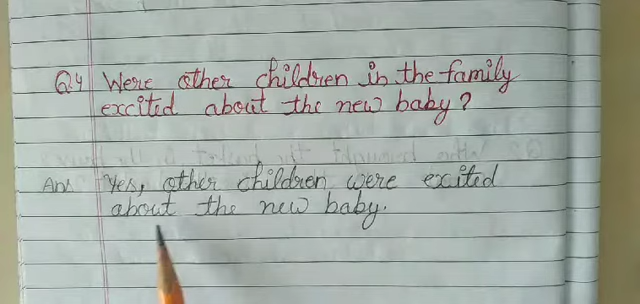 Q.4 Were other children in the family
excited about the new baby?
Ans Yes, other children were excited
about the new baby.